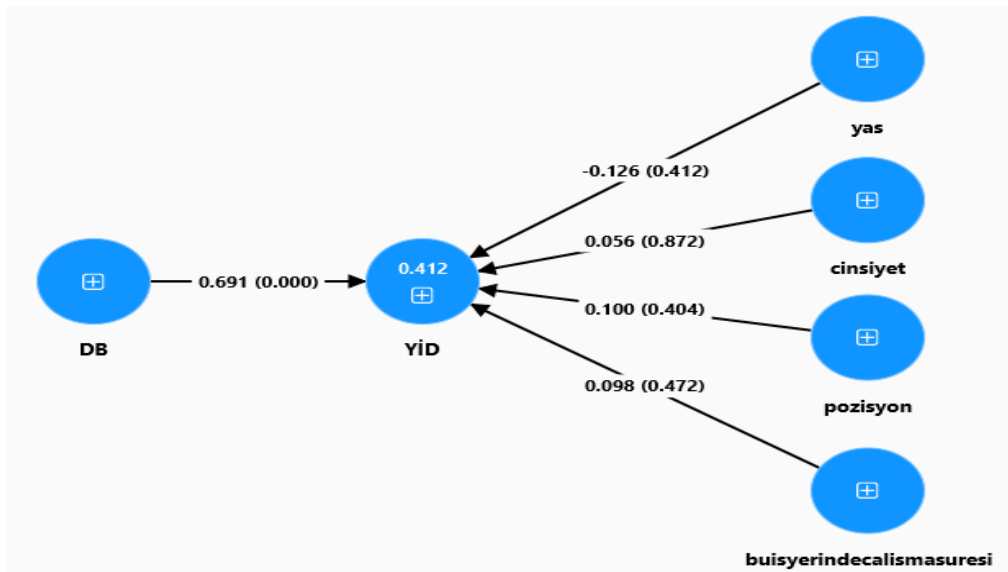 yas
-0.126 (0.412)
cinsiyet
0.056 (0.872)
0.412
0.691 (0.000)
DB
YİD
0.100 (0.404)
pozisyon
0.098 (0.472)
buisyerindecalismasuresi